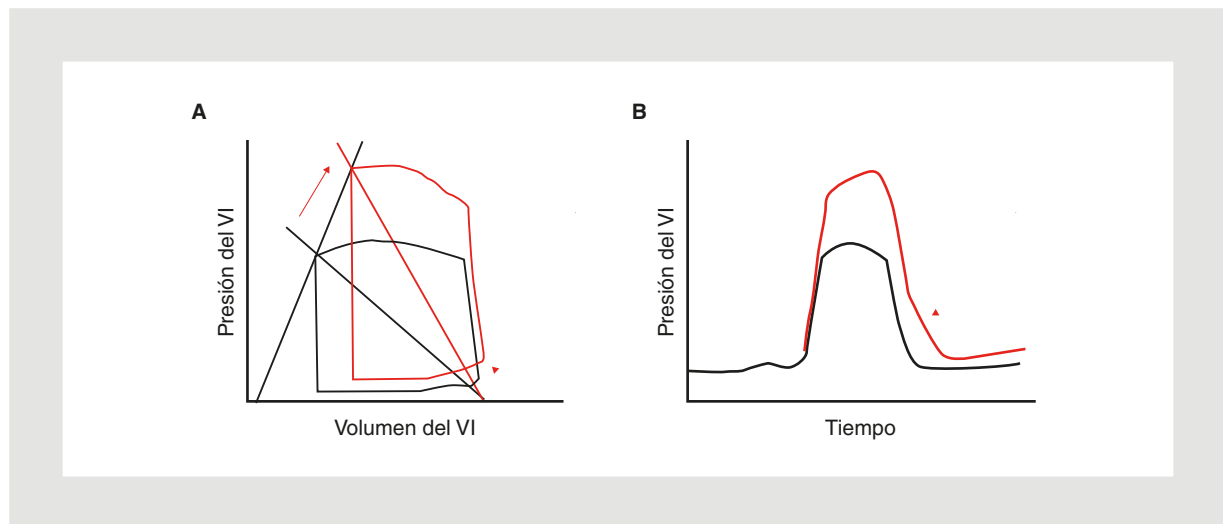 A
B
Presión del VI
Presión del VI
Volumen del VI
Tiempo